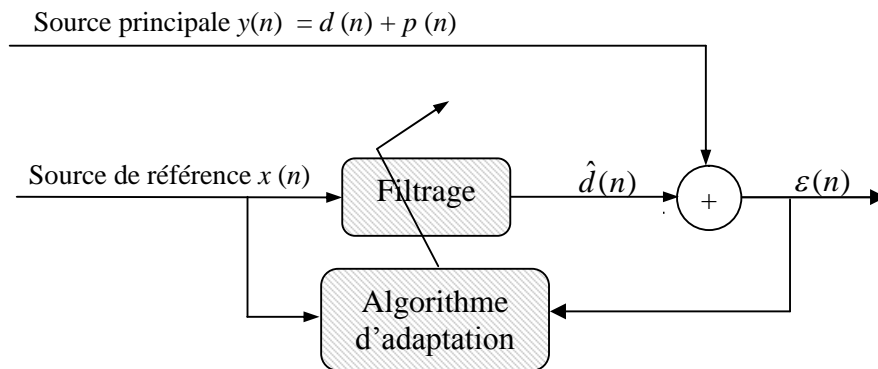 Source principale y(n) = d (n) + p (n)
Source de référence x (n)
Filtrage
d̂(n)
ε(n)
+
Algorithme
d'adaptation